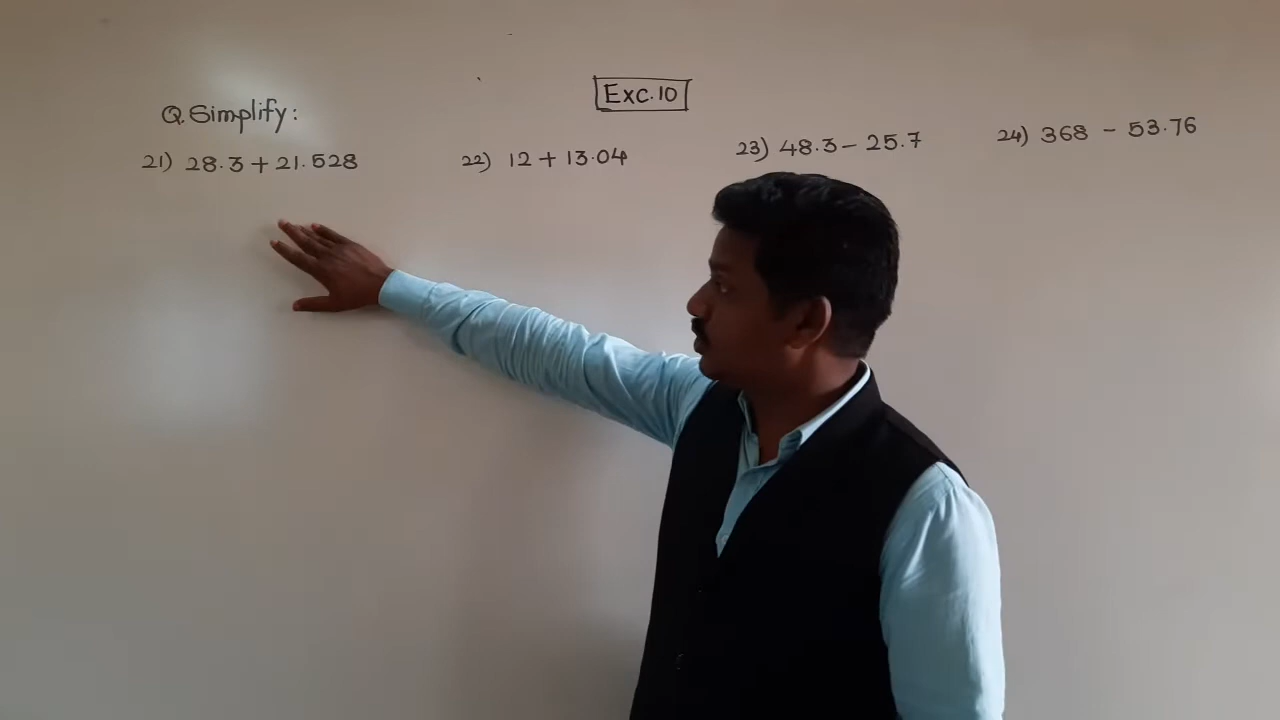 Exc.10
Q. Simplify:
21) 28.3 + 21.528 22) 12 + 13.04 23) 48.3 - 25.7 24) 368 - 53.76